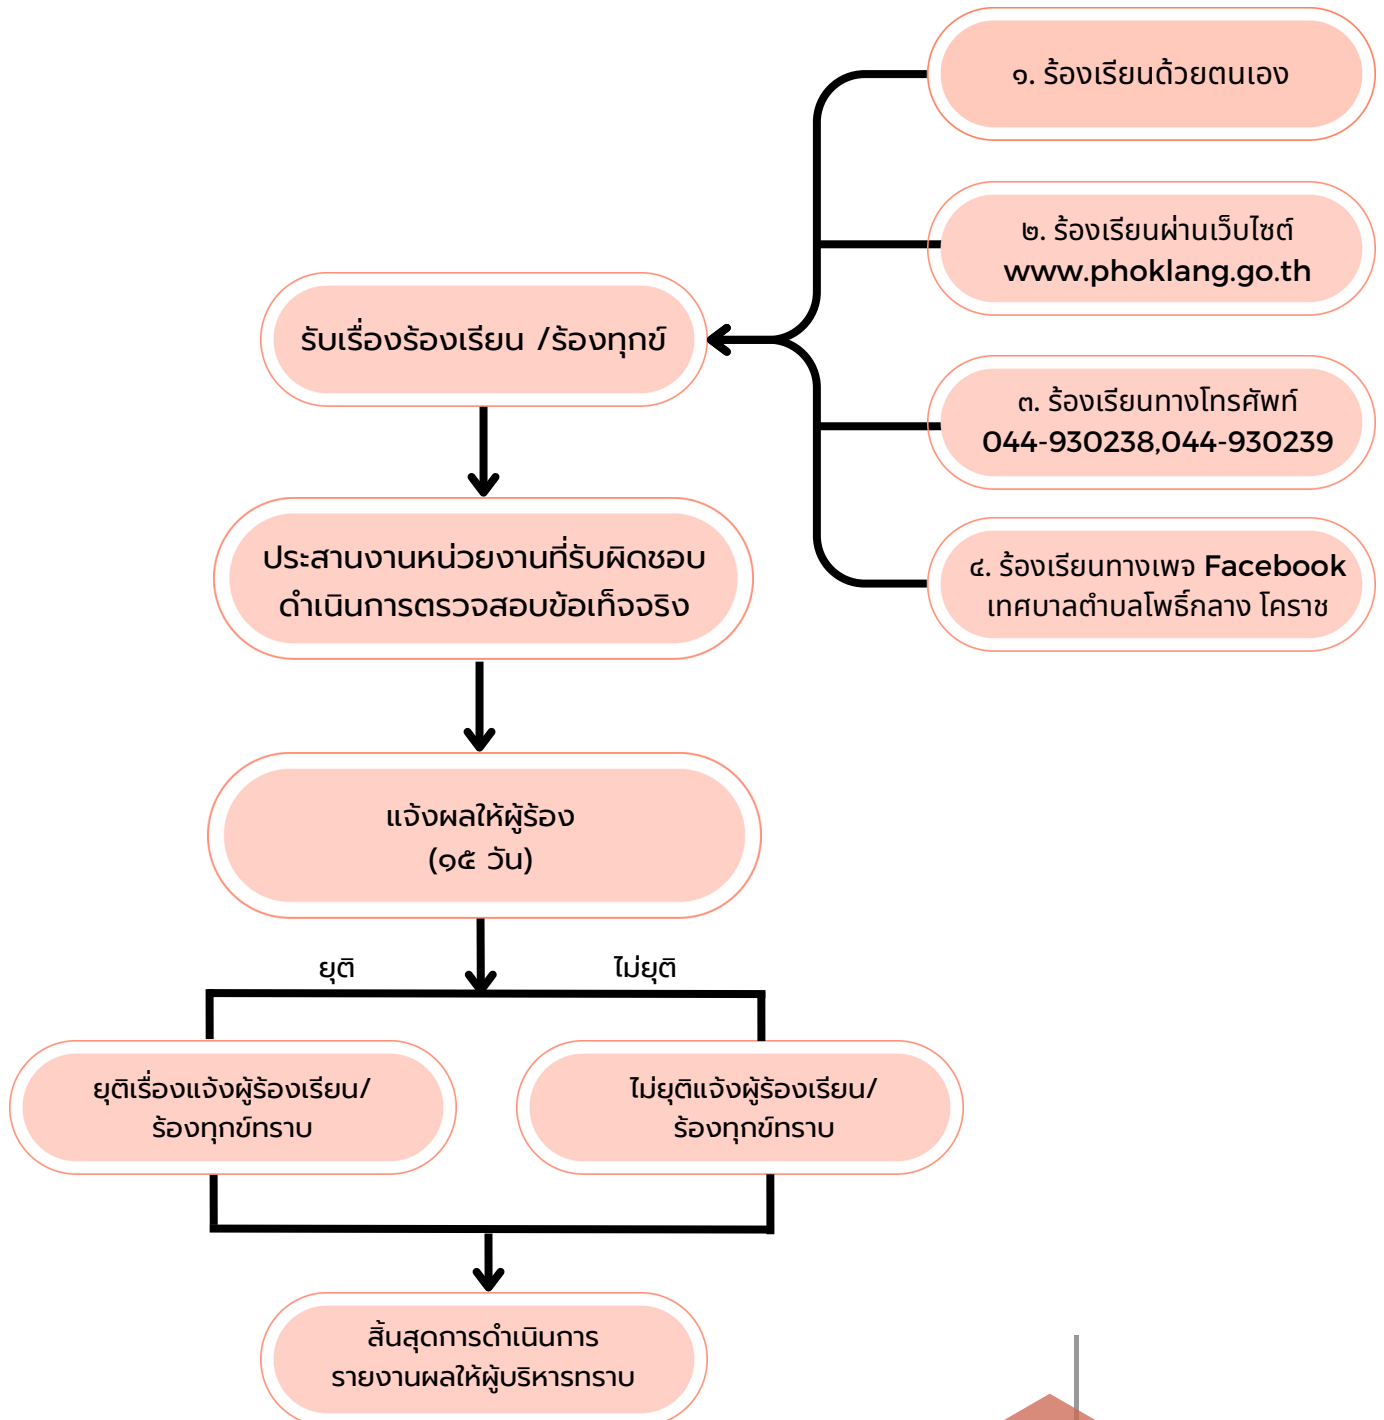 ๑. ร้องเรียนด้วยตนเอง
๒. ร้องเรียนผ่านเว็บไซต์
www.phoklang.go.th
รับเรื่องร้องเรียน /ร้องทุกข์
๓. ร้องเรียนทางโทรศัพท์
044-930238,044-930239
๔. ร้องเรียนทางเพจ Facebook
เทศบาลตำบลโพธิ์กลาง โคราช
ประสานงานหน่วยงานที่รับผิดชอบ
ดำเนินการตรวจสอบข้อเท็จจริง
แจ้งผลให้ผู้ร้อง
(๑๕ วัน)
ยุติ
ไม่ยุติ
ยุติเรื่องแจ้งผู้ร้องเรียน/
ร้องทุกข์ทราบ
ไม่ยุติแจ้งผู้ร้องเรียน/
ร้องทุกข์ทราบ
สิ้นสุดการดำเนินการ
รายงานผลให้ผู้บริหารทราบ